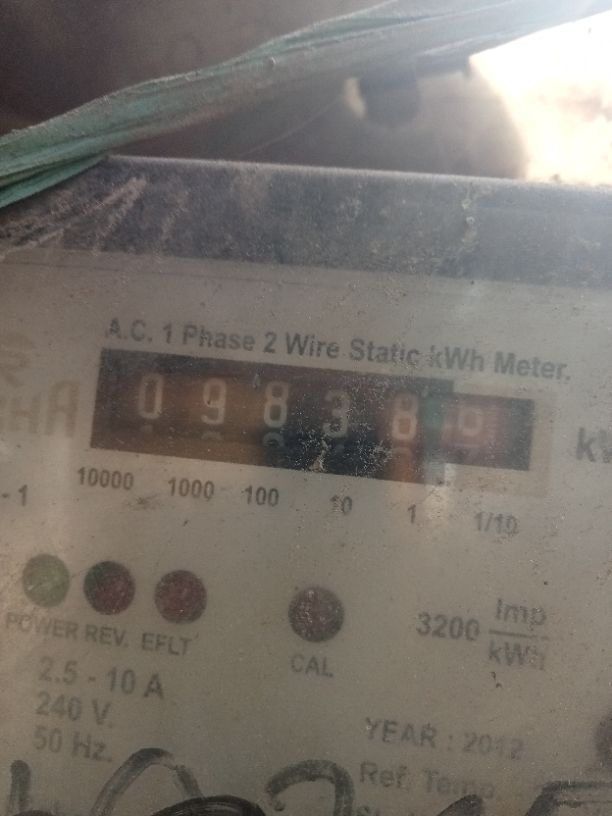 A.C. 1 Phase 2 Wire Static kWh Meter.
0 9 8 3 8
10000 1000 100 10 1 1/10
- 1
POWER REV. EFLT
CAL
3200 Imp
kWh
2.5 - 10 A
240 V.
50 Hz.
YEAR : 2012
Ref. Temp